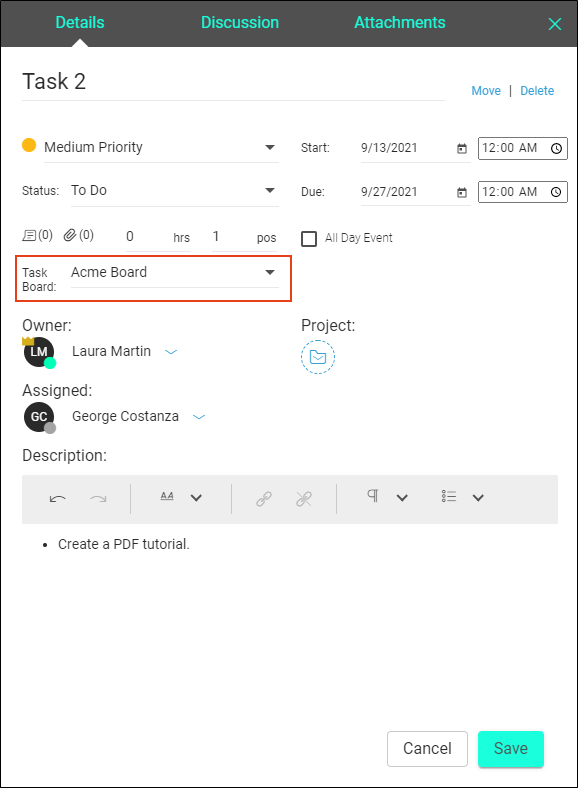 Details Discussion Attachments
Task 2
Move | Delete
Medium Priority Start: 9/13/2021 12:00 AM
Status: To Do Due: 9/27/2021 12:00 AM
(0) (0) 0 hrs 1 pos All Day Event
Task Board: Acme Board
Owner: Project:
LM Laura Martin
Assigned:
GC George Costanza
Description:
AA
• Create a PDF tutorial.
Cancel Save